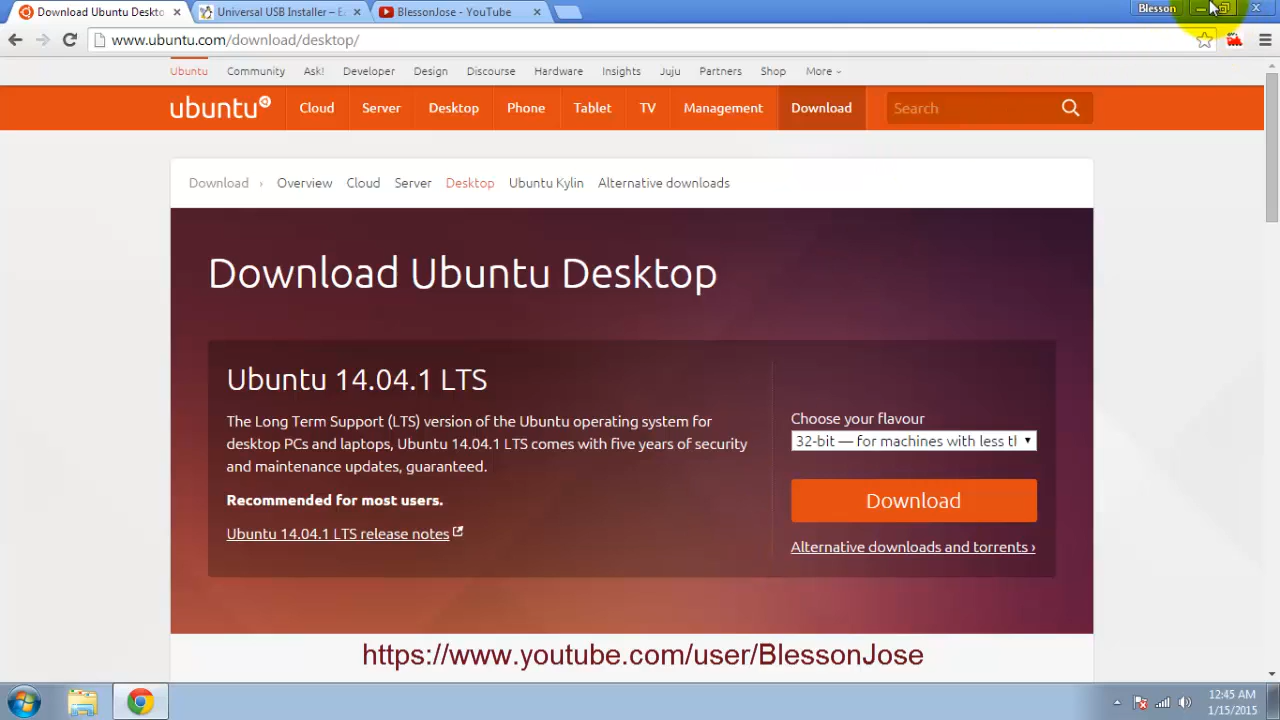 Download Ubuntu Deskto
Universal USB Installer – Ea
BlessonJose - YouTube
Blesson
www.ubuntu.com/download/desktop/
Ubuntu Community Ask! Developer Design Discourse Hardware Insights Juju Partners Shop More
ubuntu Cloud Server Desktop Phone Tablet TV Management Download Search
Download › Overview Cloud Server Desktop Ubuntu Kylin Alternative downloads
Download Ubuntu Desktop
Ubuntu 14.04.1 LTS
The Long Term Support (LTS) version of the Ubuntu operating system for
desktop PCs and laptops, Ubuntu 14.04.1 LTS comes with five years of security
and maintenance updates, guaranteed.
Recommended for most users.
Ubuntu 14.04.1 LTS release notes
Choose your flavour
32-bit — for machines with less tl
Download
Alternative downloads and torrents ›
https://www.youtube.com/user/BlessonJose
12:45 AM
1/15/2015